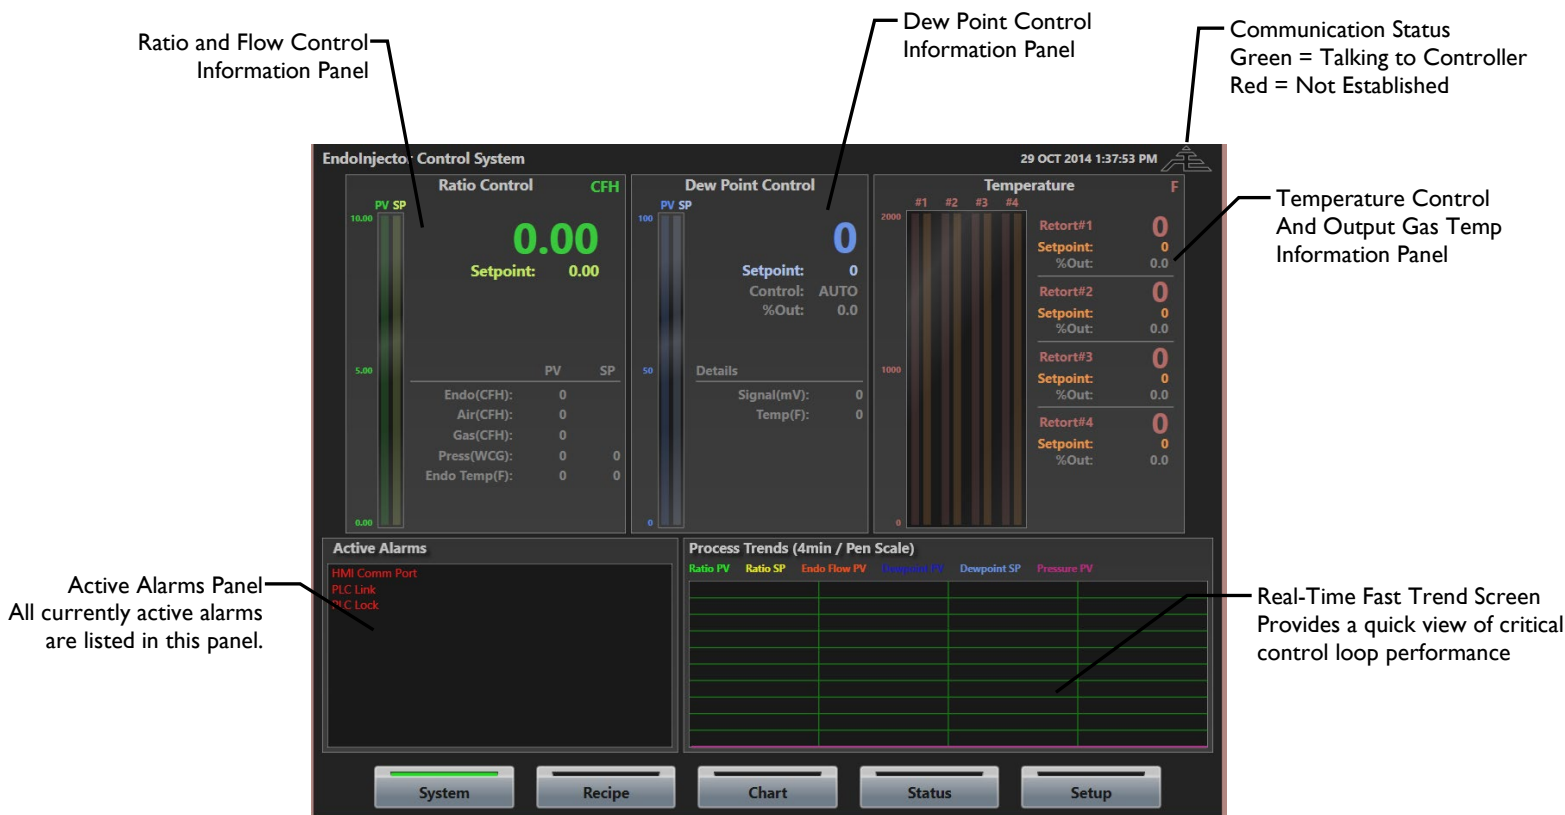 Ratio and Flow Control
Information Panel
Dew Point Control
Information Panel
Communication Status
Green = Talking to Controller
Red = Not Established
EndoInjector Control System
29 OCT 2014 1:37:53 PM
Ratio Control
CFH
PV SP
10.00
0.00
Setpoint: 0.00
5.00
PV SP
Endo(CFH): 0
Air(CFH): 0
Gas(CFH): 0
Press(WCG): 0 0
Endo Temp(F): 0 0
0.00
Dew Point Control
PV SP
100
0
Setpoint: 0
Control: AUTO
%Out: 0.0
50
Details
Signal(mV): 0
Temp(F): 0
0
Temperature
F
#1 #2 #3 #4
2000
Retort#1 0
Setpoint: 0
%Out: 0.0
Retort#2 0
Setpoint: 0
%Out: 0.0
1000
Retort#3 0
Setpoint: 0
%Out: 0.0
Retort#4 0
Setpoint: 0
%Out: 0.0
0
Temperature Control
And Output Gas Temp
Information Panel
Active Alarms
HMI Comm Port
PLC Link
PLC Lock
Active Alarms Panel
All currently active alarms
are listed in this panel.
Process Trends (4min / Pen Scale)
Ratio PV Ratio SP Endo Flow PV Dewpoint PV Dewpoint SP Pressure PV
Real-Time Fast Trend Screen
Provides a quick view of critical
control loop performance
System
Recipe
Chart
Status
Setup